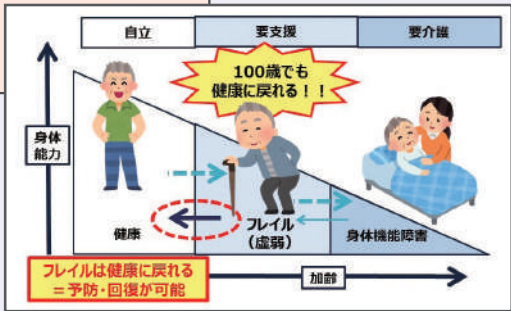 自立
要支援
要介護
100歳でも
健康に戻れる！！
身体
能力
健康
フレイル
（虚弱）
身体機能障害
フレイルは健康に戻れる
＝予防・回復が可能
加齢